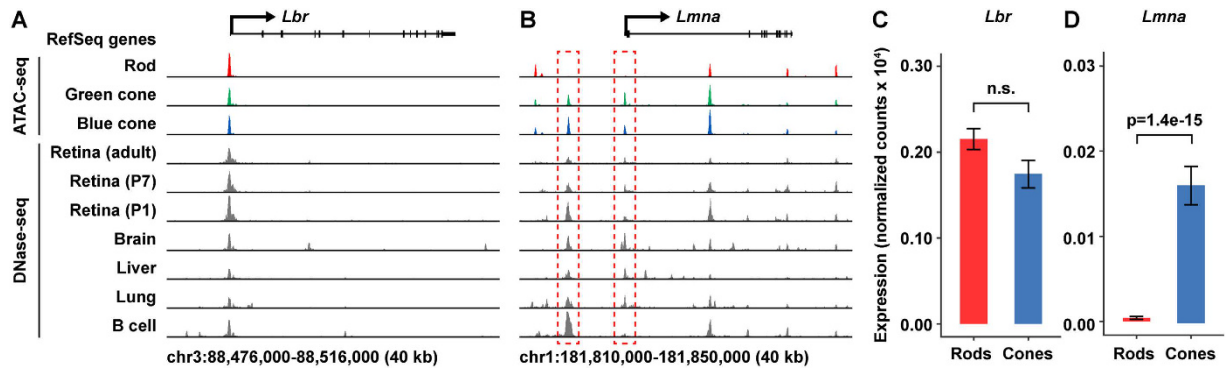 A
Lbr
B
Lmna
C
Lbr
D
Lmna
RefSeq genes
ATAC-seq
Rod
Green cone
Blue cone
DNase-seq
Retina (adult)
Retina (P7)
Retina (P1)
Brain
Liver
Lung
B cell
chr3:88,476,000-88,516,000 (40 kb)
chr1:181,810,000-181,850,000 (40 kb)
Expression (normalized counts x 10⁴)
0.30
0.20
0.10
0.00
n.s.
Rods Cones
0.03
0.02
0.01
0.00
p=1.4e-15
Rods Cones